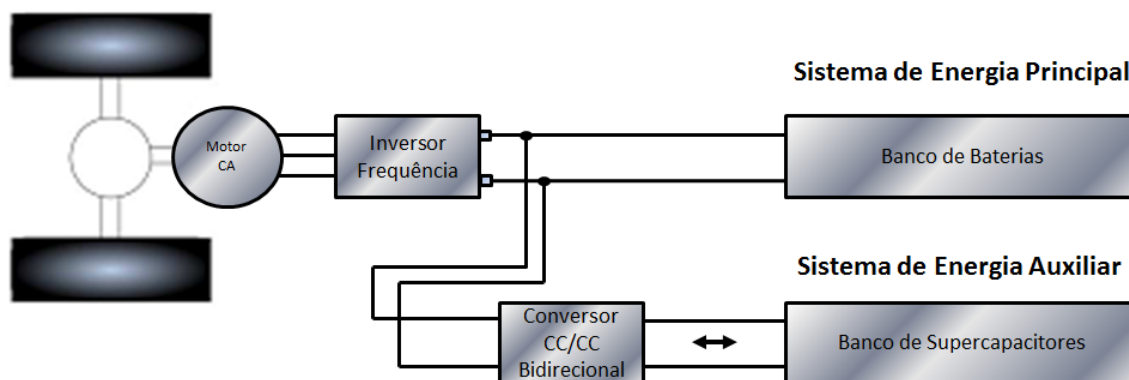 Sistema de Energia Principal
Motor
CA
Inversor
Frequência
Banco de Baterias
Sistema de Energia Auxiliar
Conversor
CC/CC
Bidirecional
Banco de Supercapacitores